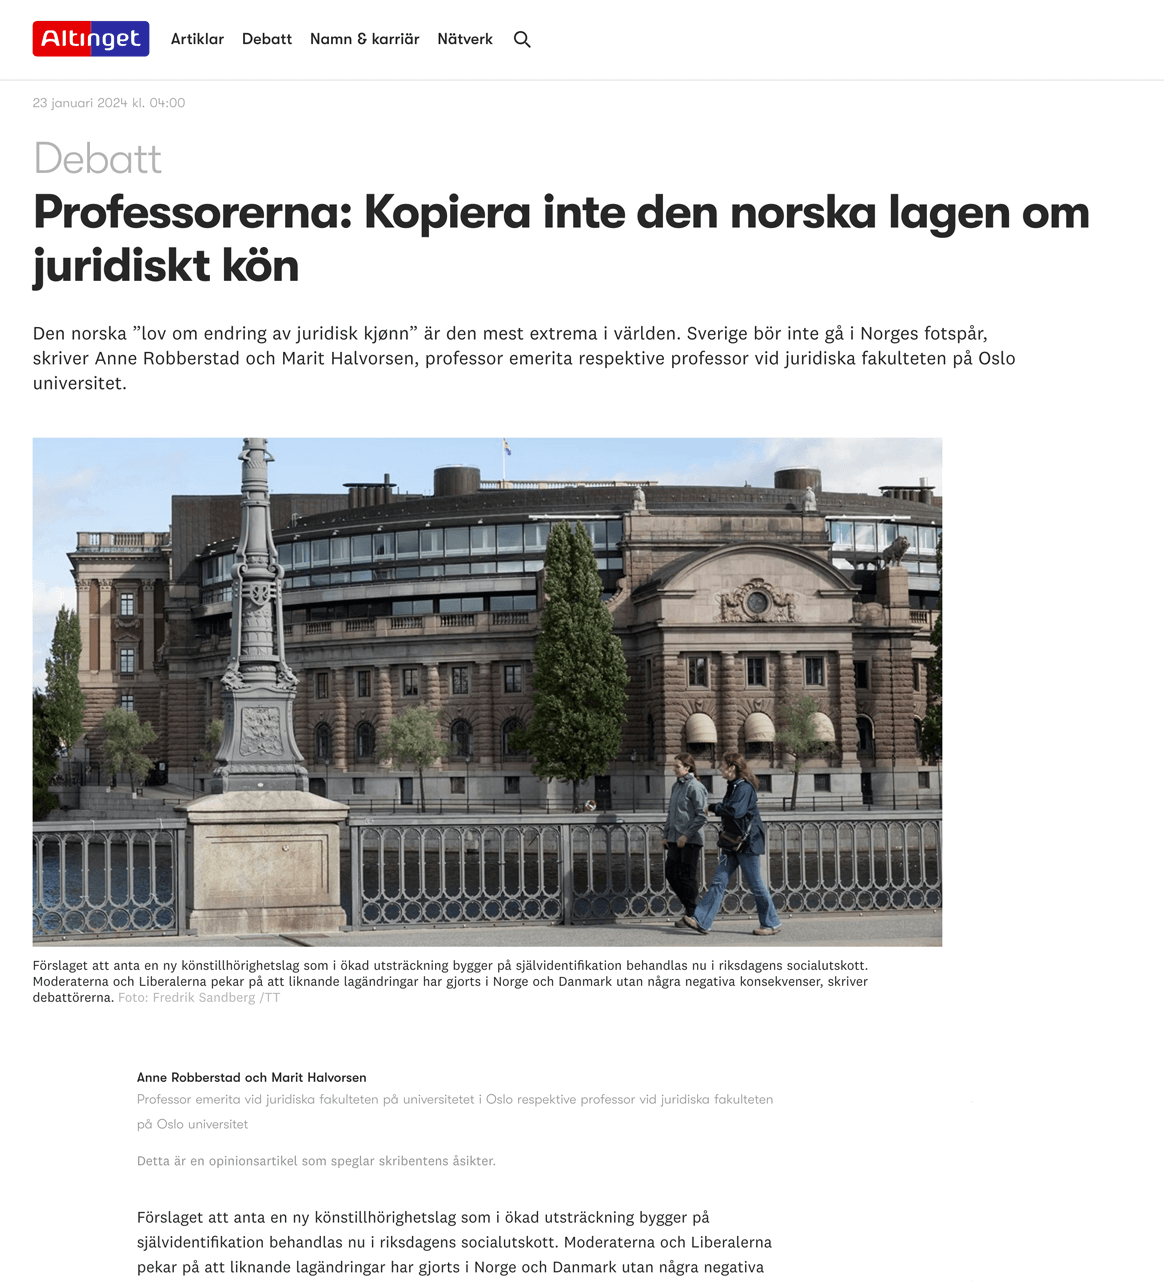 Altinget
Artiklar Debatt Namn & karriär Nätverk
23 januari 2024 kl. 04:00
Debatt
Professorerna: Kopiera inte den norska lagen om
juridiskt kön
Den norska ”lov om endring av juridisk kjønn” är den mest extrema i världen. Sverige bör inte gå i Norges fotspår,
skriver Anne Robberstad och Marit Halvorsen, professor emerita respektive professor vid juridiska fakulteten på Oslo
universitet.
Förslaget att anta en ny könstillhörighetslag som i ökad utsträckning bygger på självidentifikation behandlas nu i riksdagens socialutskott.
Moderaterna och Liberalerna pekar på att liknande lagändringar har gjorts i Norge och Danmark utan några negativa konsekvenser, skriver
debattörerna. Foto: Fredrik Sandberg /TT
Anne Robberstad och Marit Halvorsen
Professor emerita vid juridiska fakulteten på universitetet i Oslo respektive professor vid juridiska fakulteten
på Oslo universitet
Detta är en opinionsartikel som speglar skribentens åsikter.
Förslaget att anta en ny könstillhörighetslag som i ökad utsträckning bygger på
självidentifikation behandlas nu i riksdagens socialutskott. Moderaterna och Liberalerna
pekar på att liknande lagändringar har gjorts i Norge och Danmark utan några negativa